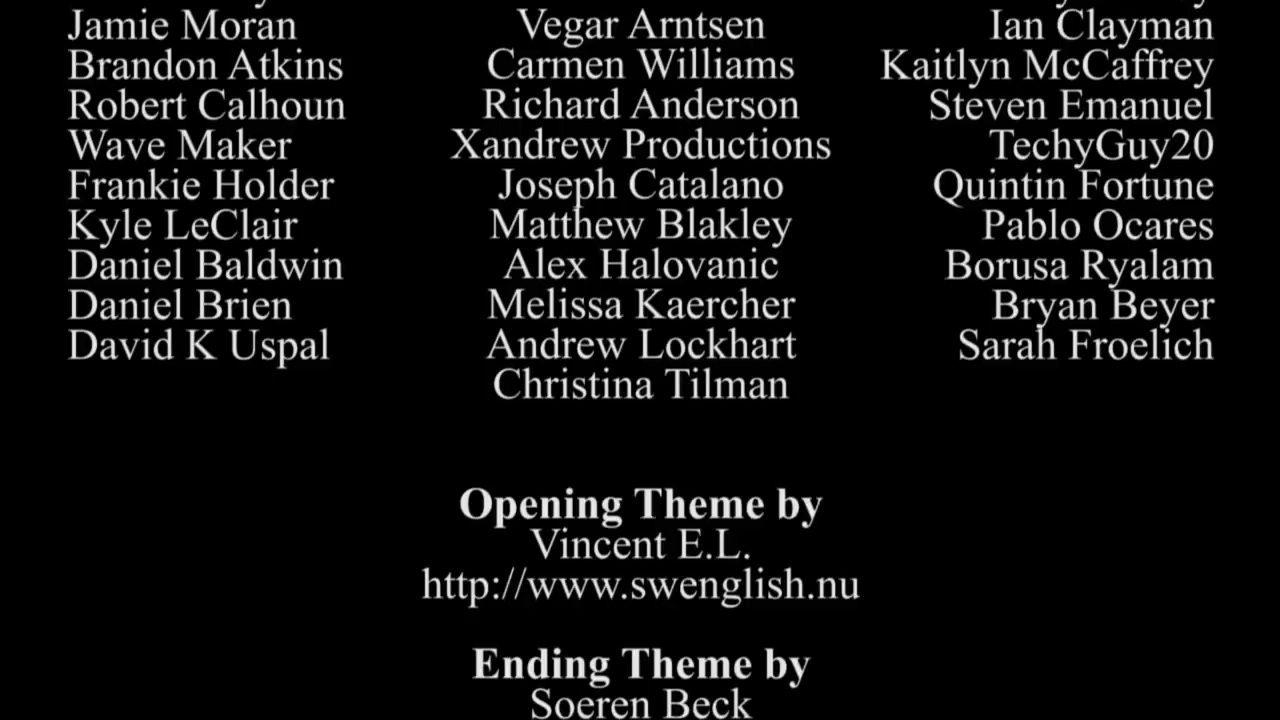 Jamie Moran Vegar Arntsen Ian Clayman
Brandon Atkins Carmen Williams Kaitlyn McCaffrey
Robert Calhoun Richard Anderson Steven Emanuel
Wave Maker Xandrew Productions TechyGuy20
Frankie Holder Joseph Catalano Quintin Fortune
Kyle LeClair Matthew Blakley Pablo Ocares
Daniel Baldwin Alex Halovanic Borusa Ryalam
Daniel Brien Melissa Kaercher Bryan Beyer
David K Uspal Andrew Lockhart Sarah Froelich
Christina Tilman
Opening Theme by
Vincent E.L.
http://www.swenglish.nu
Ending Theme by
Soeren Beck